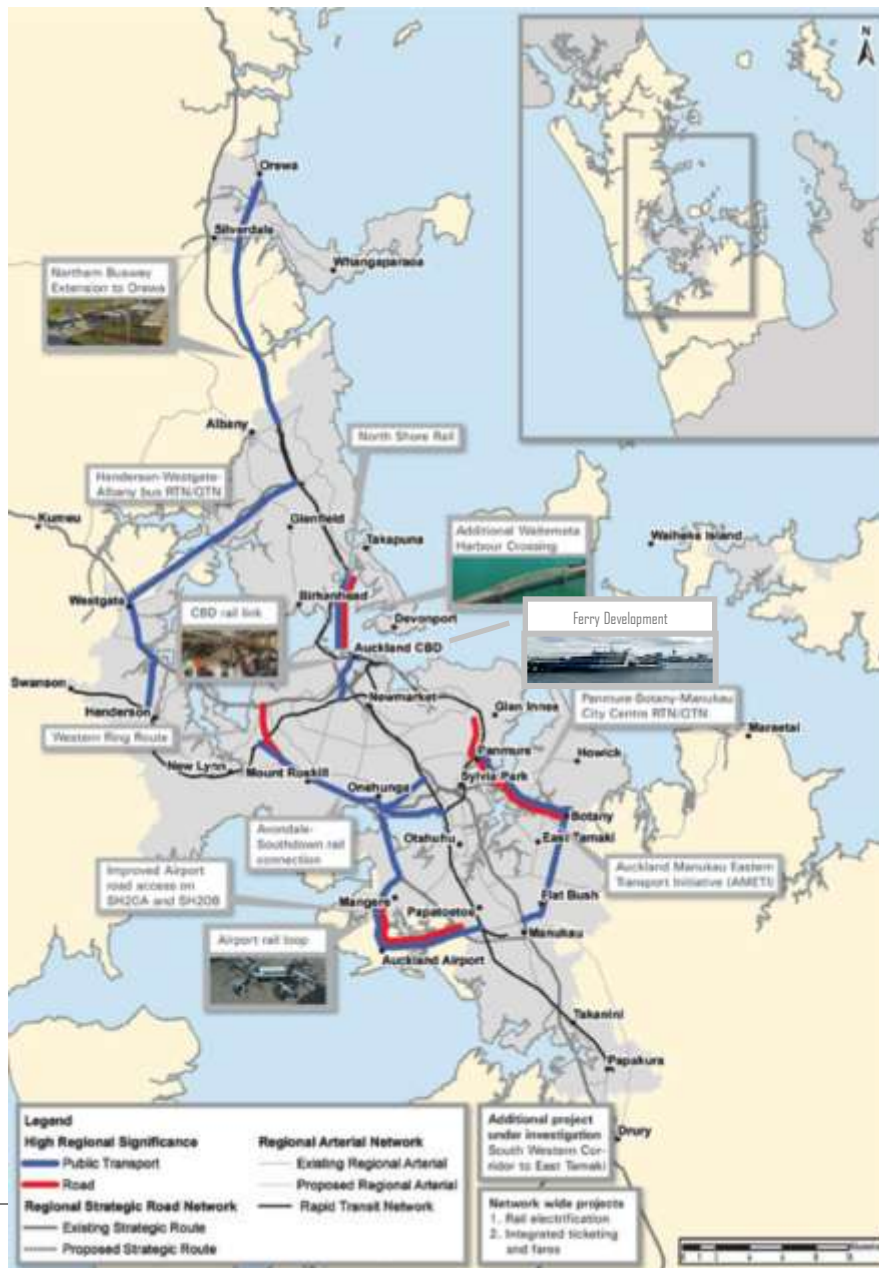 N
Orewa
Silverdale
Whangaparaoa
Northern Busway
Extension to Orewa
Albany
North Shore Rail
Henderson-Westgate-
Albany bus RTN/QTN
Kumeu
Glenfield
Takapuna
Additional Waitemata
Harbour Crossing
Waiheke Island
Westgate
Birkenhead
CBD rail link
Devonport
Ferry Development
Auckland CBD
Swanson
Newmarket
Glen Innes
Penmure-Botany-Manukau
City Centre RTN/QTN
Henderson
Western Ring Route
Maraetai
Howick
Panmure
New Lynn
Mount Roskill
Sylvia Park
Onehunga
Botany
Avondale-
Southdown rail
connection
Otahuhu
East Tamaki
Auckland Manukau Eastern
Transport Initiative (AMETI)
Improved Airport
road access on
SH20A and SH20B
Mangere
Papatoetoe
Flat Bush
Manukau
Airport rail loop
Auckland Airport
Takanini
Papakura
Drury
Legend
High Regional Significance
Public Transport
Road
Regional Strategic Road Network
Existing Strategic Route
Proposed Strategic Route
Regional Arterial Network
Existing Regional Arterial
Proposed Regional Arterial
Rapid Transit Network
Additional project
under investigation
South Western Cor-
ridor to East Tamaki
Network wide projects
1. Rail electrification
2. Integrated ticketing
and fares